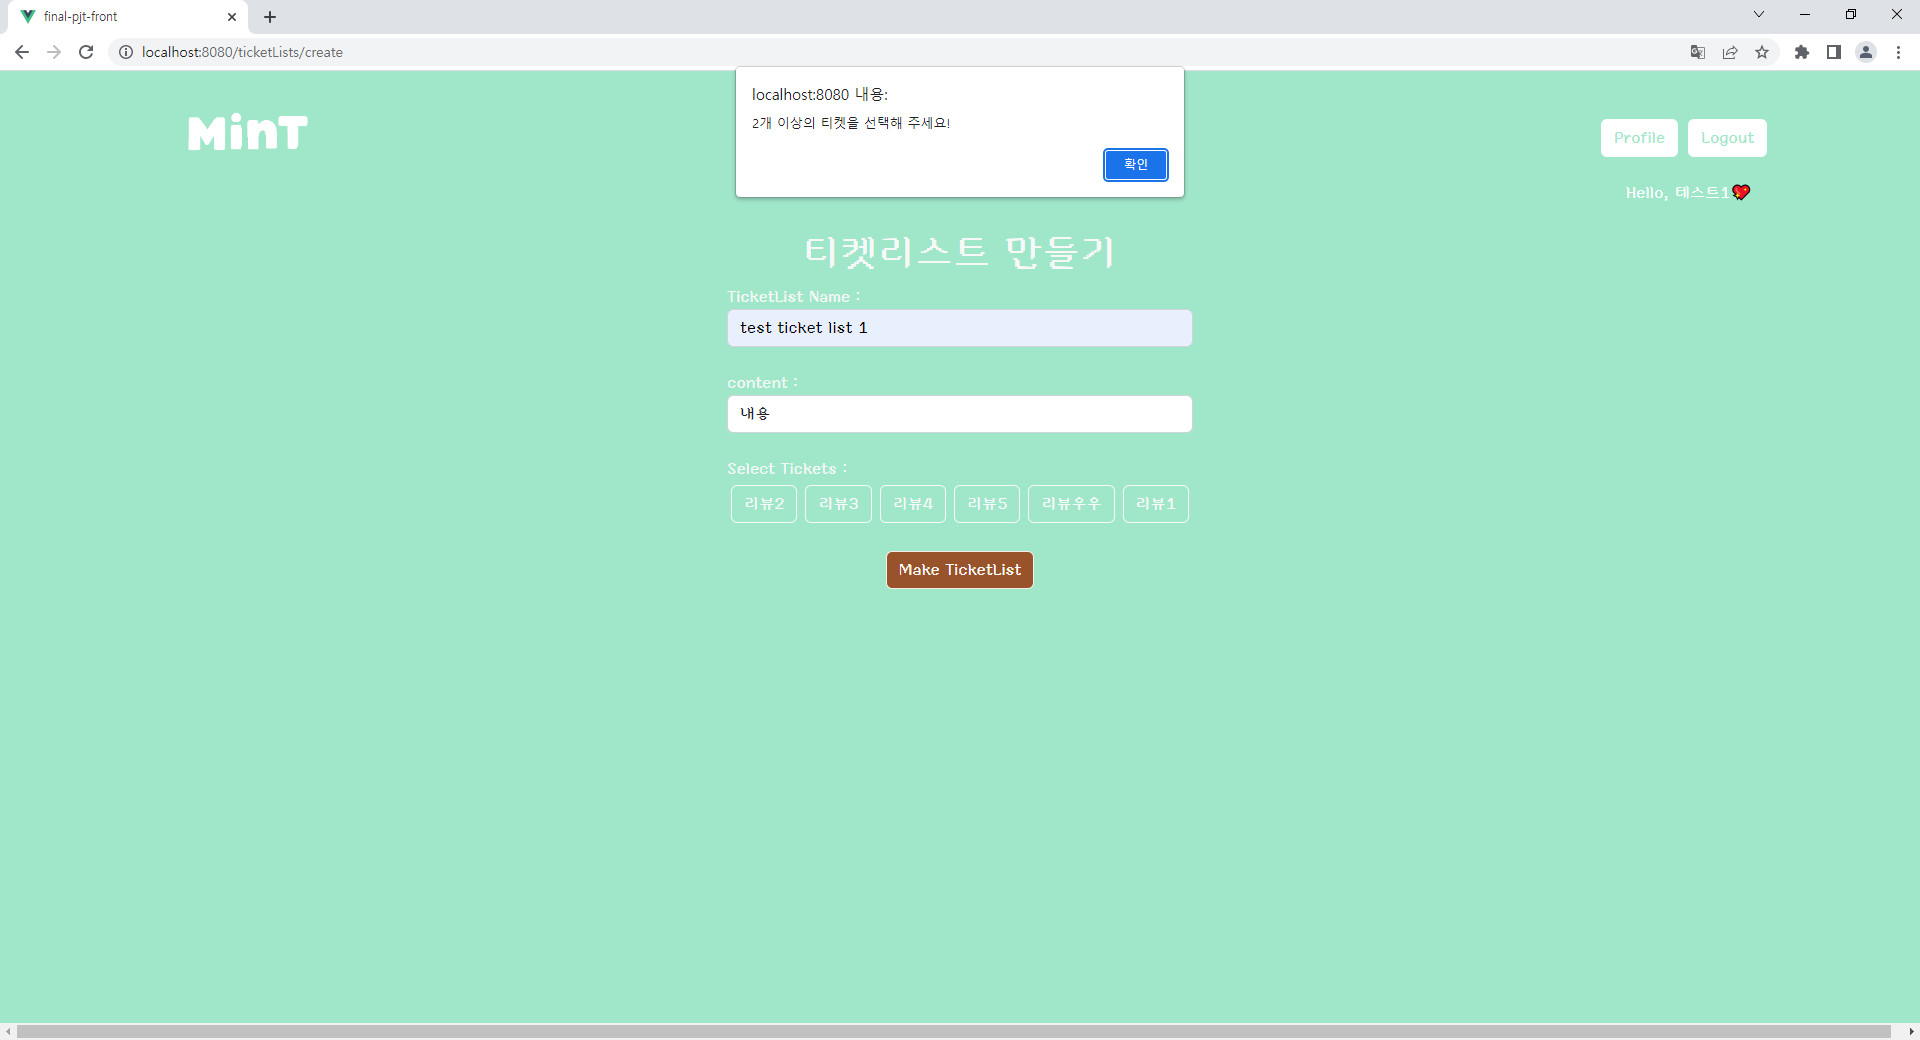 final-pjt-front
localhost:8080/ticketLists/create
localhost:8080 내용:
2개 이상의 티켓을 선택해 주세요!
확인
MinT
Profile
Logout
Hello, 테스트1
티켓리스트 만들기
TicketList Name :
test ticket list 1
content :
내용
Select Tickets :
리뷰2
리뷰3
리뷰4
리뷰5
리뷰우우
리뷰1
Make TicketList